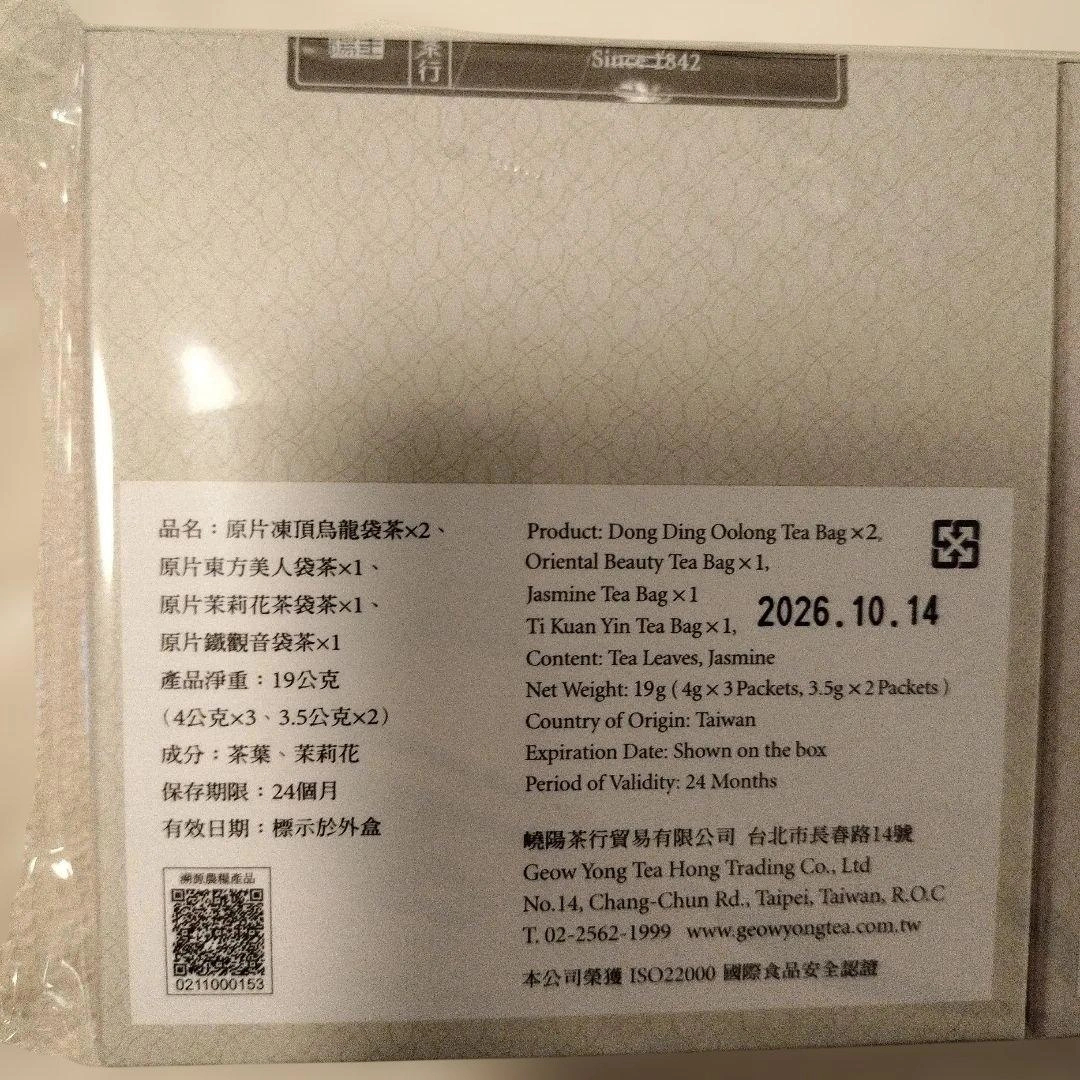 茶行
Since 1842
品名：原片凍頂烏龍袋茶×2、
原片東方美人袋茶×1、
原片茉莉花茶袋茶×1、
原片鐵觀音袋茶×1
產品淨重：19公克
（4公克×3、3.5公克×2）
成分：茶葉、茉莉花
保存期限：24個月
有效日期：標示於外盒
溯源農糧產品
0211000153
Product: Dong Ding Oolong Tea Bag×2,
Oriental Beauty Tea Bag×1,
Jasmine Tea Bag×1
Ti Kuan Yin Tea Bag×1,
2026.10.14
Content: Tea Leaves, Jasmine
Net Weight: 19g ( 4g×3 Packets, 3.5g×2 Packets )
Country of Origin: Taiwan
Expiration Date: Shown on the box
Period of Validity: 24 Months
嶢陽茶行貿易有限公司 台北市長春路14號
Geow Yong Tea Hong Trading Co., Ltd
No.14, Chang-Chun Rd., Taipei, Taiwan, R.O.C
T. 02-2562-1999 www.geowyongtea.com.tw
本公司榮獲 ISO22000 國際食品安全認證